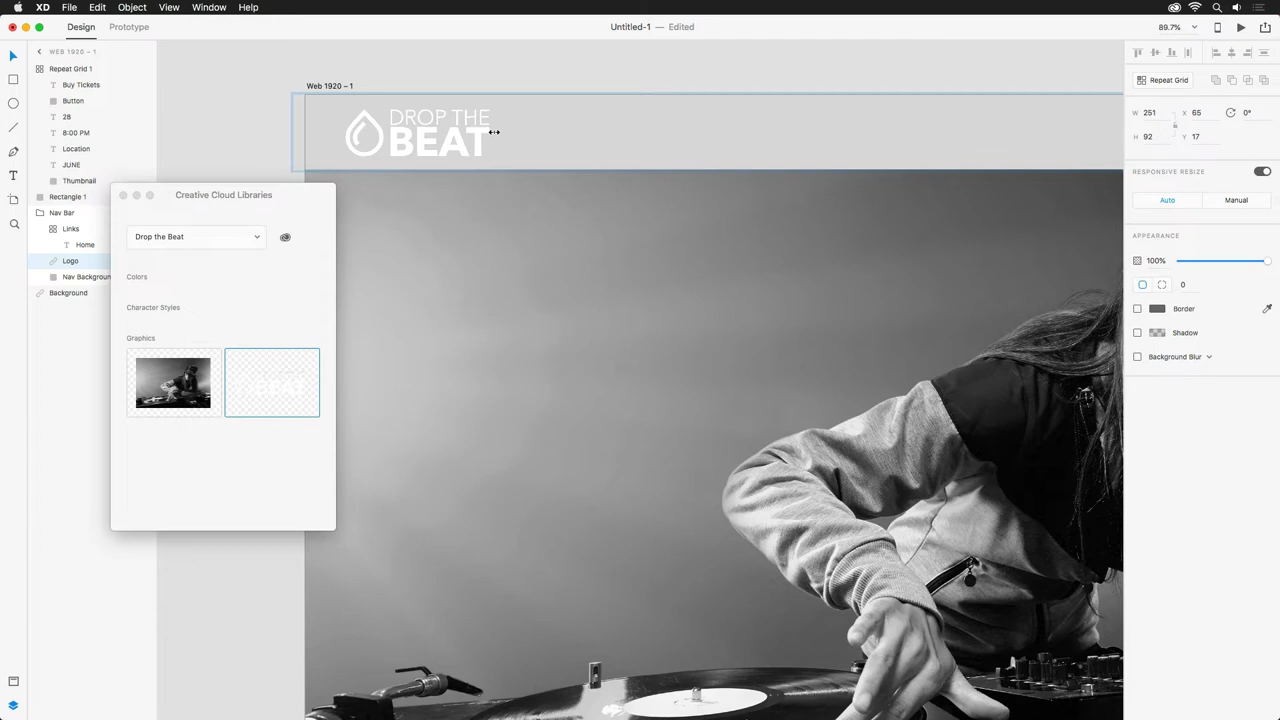 XD File Edit Object View Window Help
Design Prototype
Untitled-1 — Edited
89.7%
WEB 1920 – 1
Repeat Grid 1
Buy Tickets
Button
28
8:00 PM
Location
JUNE
Thumbnail
Rectangle 1
Nav Bar
Links
Home
Logo
Nav Backgroun
Background
Creative Cloud Libraries
Drop the Beat
Colors
Character Styles
Graphics
BEAT
Web 1920 – 1
DROP THE
BEAT
Repeat Grid
W 251 X 65 0°
H 92 Y 17
RESPONSIVE RESIZE
Auto Manual
APPEARANCE
100%
0
Border
Shadow
Background Blur